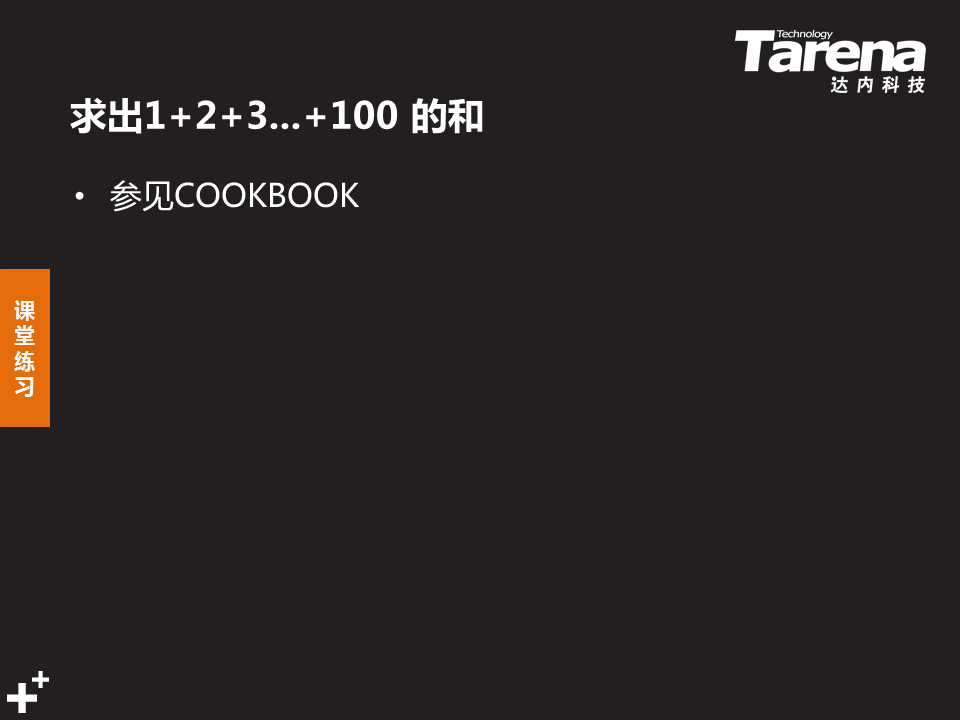 Technology
Tarena
达内科技
求出1+2+3...+100 的和
• 参见COOKBOOK
课
堂
练
习